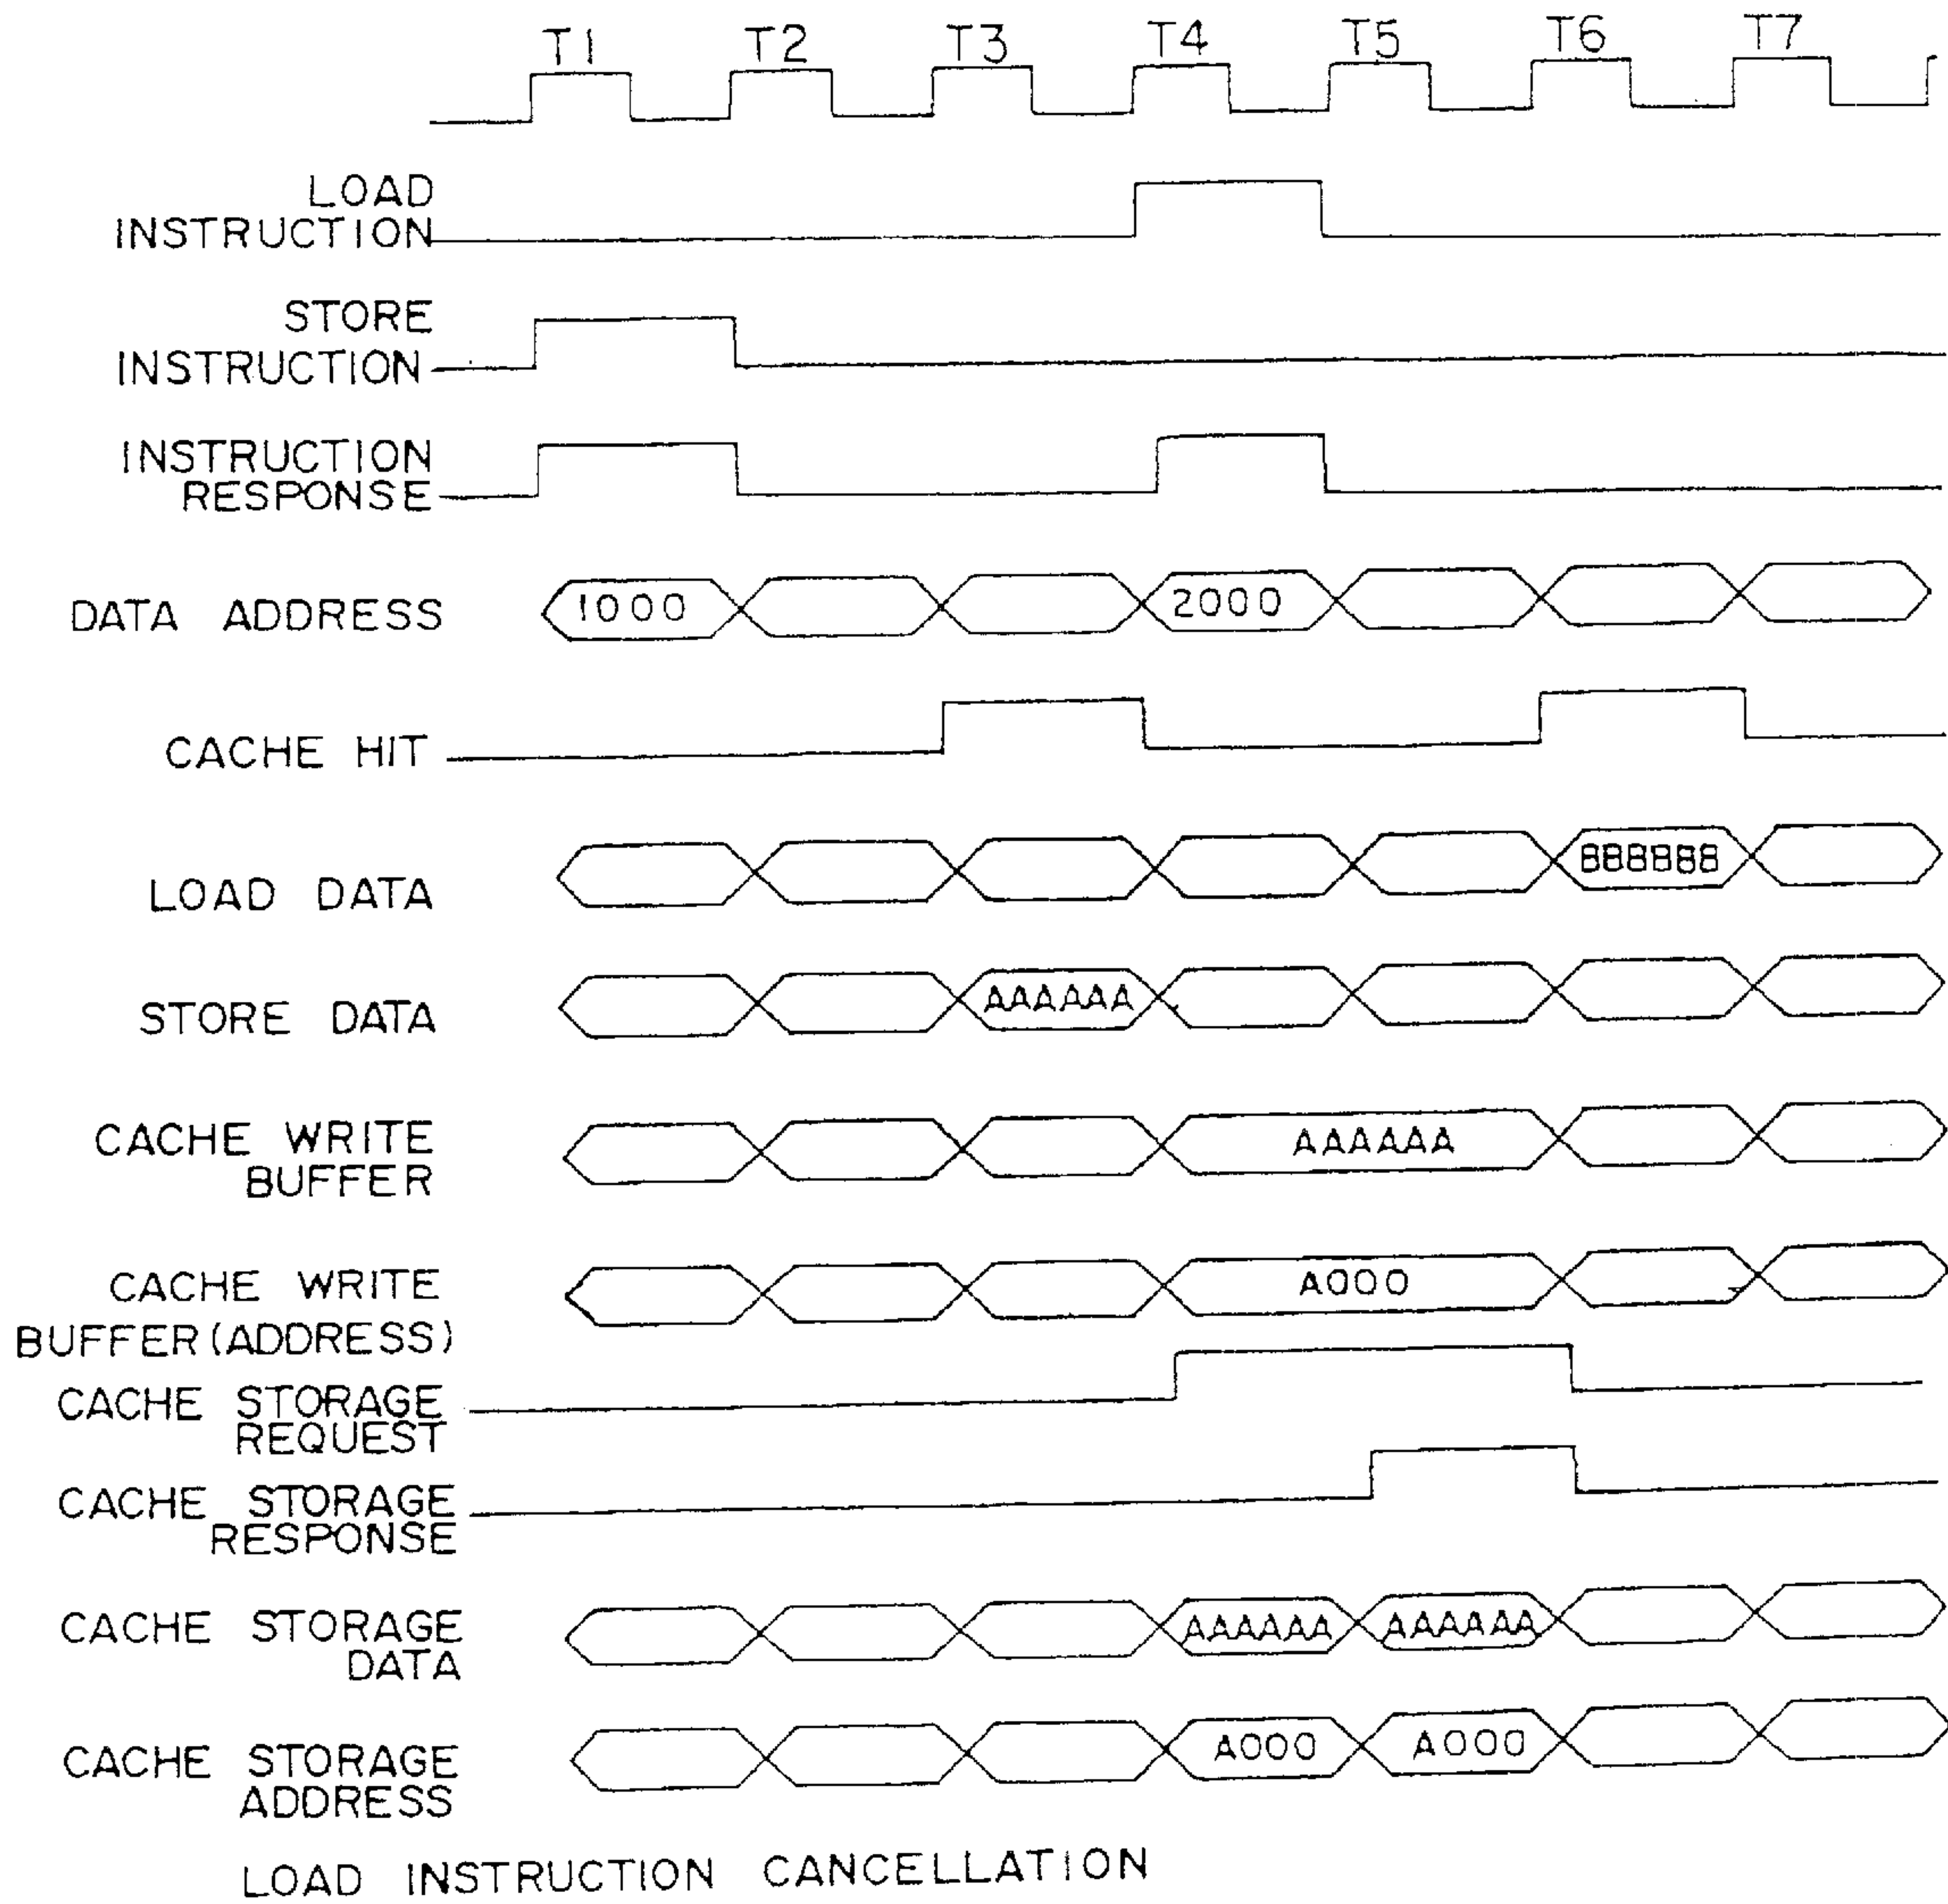 T1 T2 T3 T4 T5 T6 T7
LOAD
INSTRUCTION
STORE
INSTRUCTION
INSTRUCTION
RESPONSE
DATA ADDRESS
1000
2000
CACHE HIT
LOAD DATA
BBBBBB
STORE DATA
AAAAAA
CACHE WRITE
BUFFER
AAAAAA
CACHE WRITE
BUFFER(ADDRESS)
A000
CACHE STORAGE
REQUEST
CACHE STORAGE
RESPONSE
CACHE STORAGE
DATA
AAAAAA
AAAAAA
CACHE STORAGE
ADDRESS
A000
A000
LOAD INSTRUCTION CANCELLATION